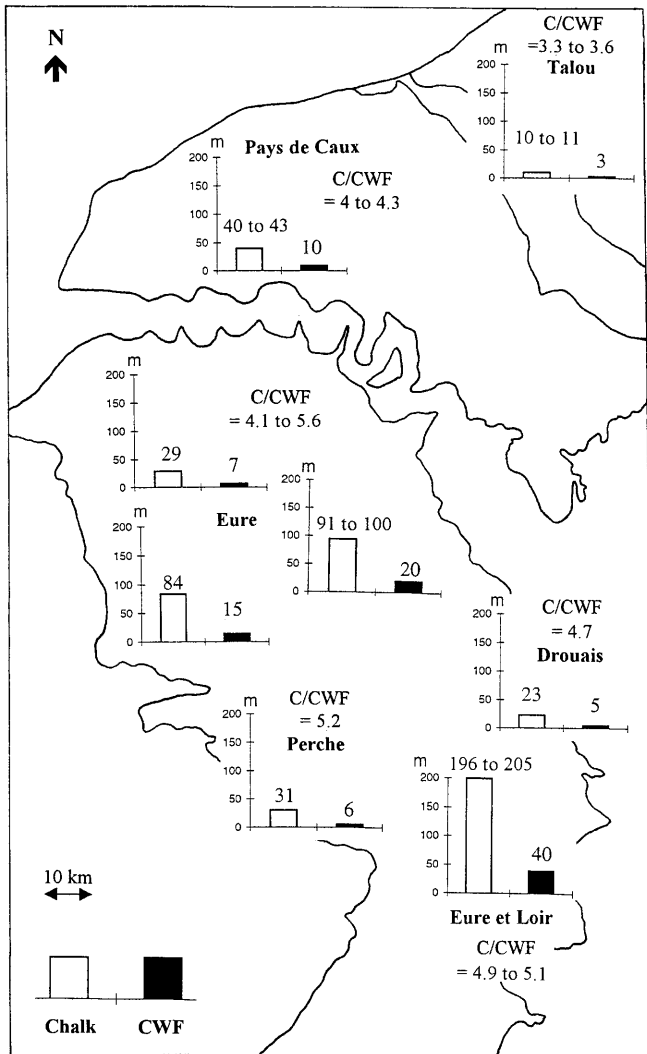 N
C/CWF
=3.3 to 3.6
Talou
m
200
150
100
50
0
10 to 11
3
Pays de Caux
m
200
150
100
50
0
C/CWF
= 4 to 4.3
40 to 43
10
m
200
150
100
50
0
C/CWF
= 4.1 to 5.6
29
7
Eure
m
200
150
100
50
0
91 to 100
20
m
200
150
100
50
0
84
15
C/CWF
= 4.7
Drouais
m
200
150
100
50
0
23
5
C/CWF
= 5.2
Perche
m
200
150
100
50
0
31
6
m
196 to 205
200
150
100
50
0
40
Eure et Loir
C/CWF
= 4.9 to 5.1
10 km
Chalk
CWF